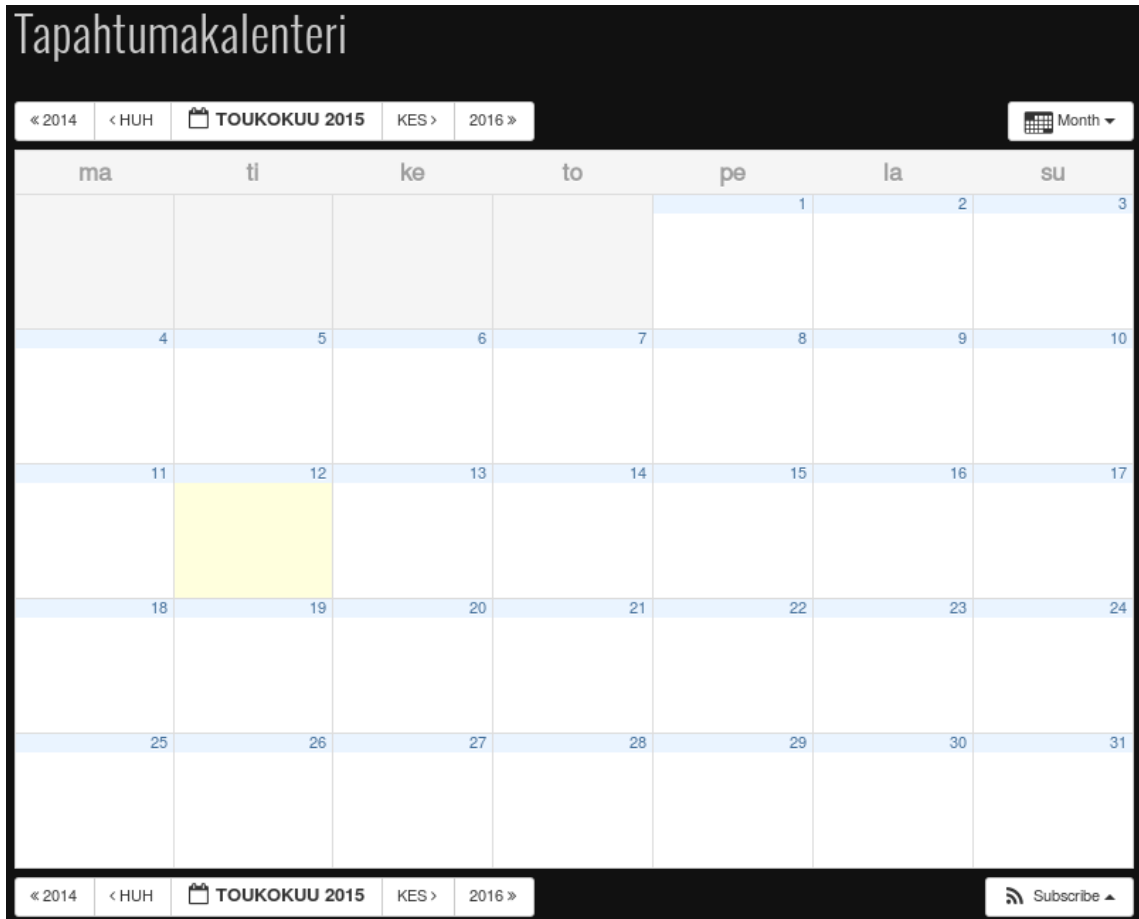 Tapahtumakalenteri
« 2014 ‹ HUH TOUKOKUU 2015 KES › 2016 » Month
ma ti ke to pe la su
1 2 3
4 5 6 7 8 9 10
11 12 13 14 15 16 17
18 19 20 21 22 23 24
25 26 27 28 29 30 31
« 2014 ‹ HUH TOUKOKUU 2015 KES › 2016 » Subscribe